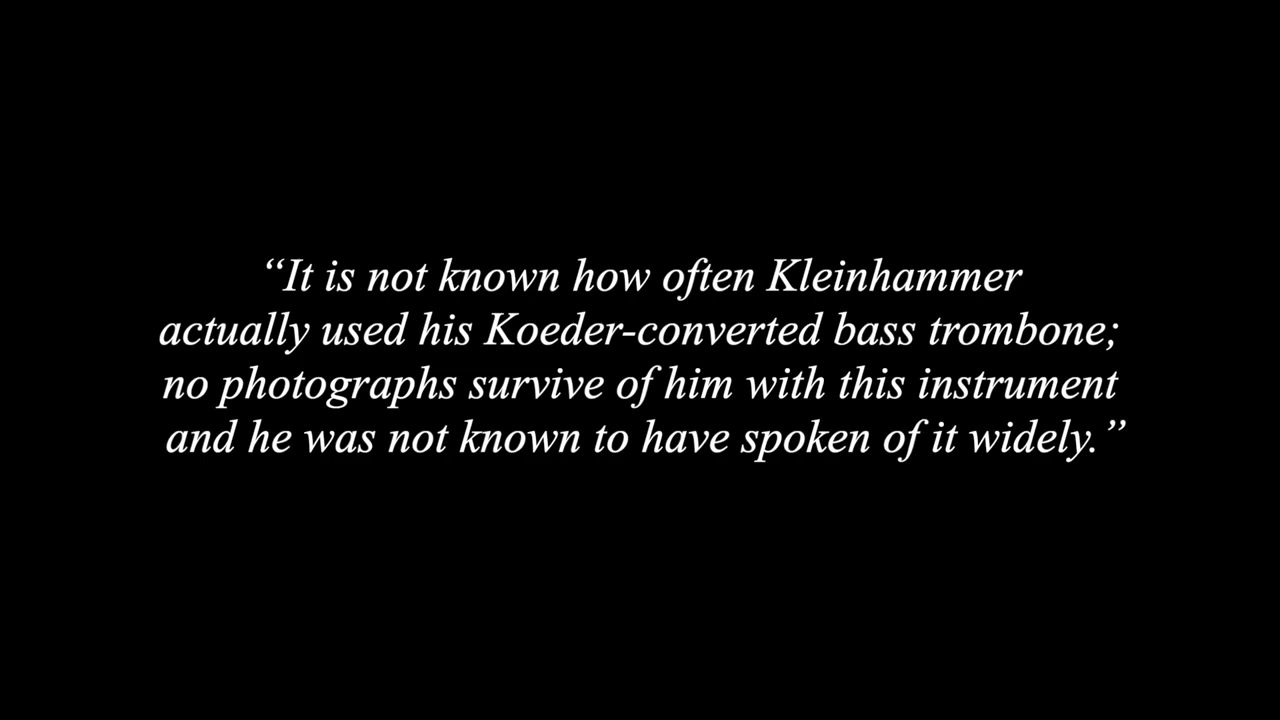 “It is not known how often Kleinhammer
actually used his Koeder-converted bass trombone;
no photographs survive of him with this instrument
and he was not known to have spoken of it widely.”